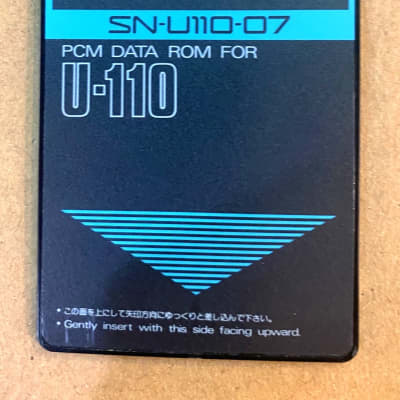 SN-U110-07
PCM DATA ROM FOR
U-110
・この面を上にして矢印方向にゆっくりと差し込んで下さい。
・Gently insert with this side facing upward.